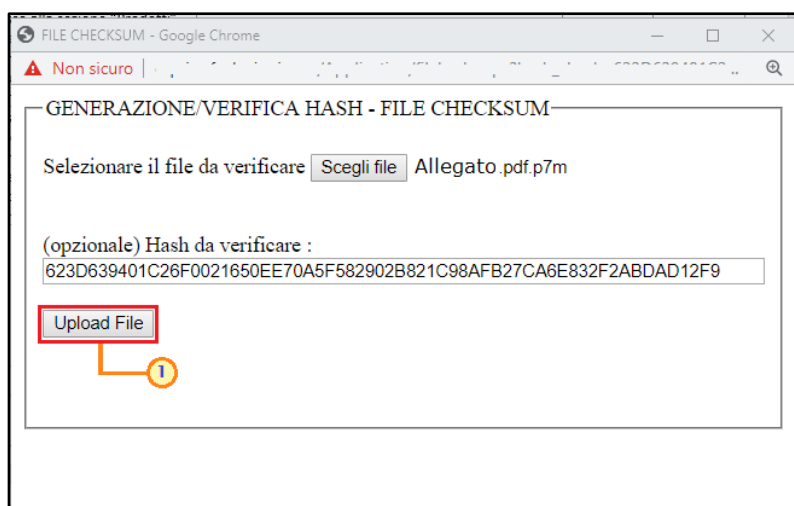 FILE CHECKSUM - Google Chrome
Non sicuro
GENERAZIONE/VERIFICA HASH - FILE CHECKSUM
Selezionare il file da verificare Scegli file Allegato.pdf.p7m
(opzionale) Hash da verificare :
623D639401C26F0021650EE70A5F582902B821C98AFB27CA6E832F2ABDAD12F9
Upload File
1